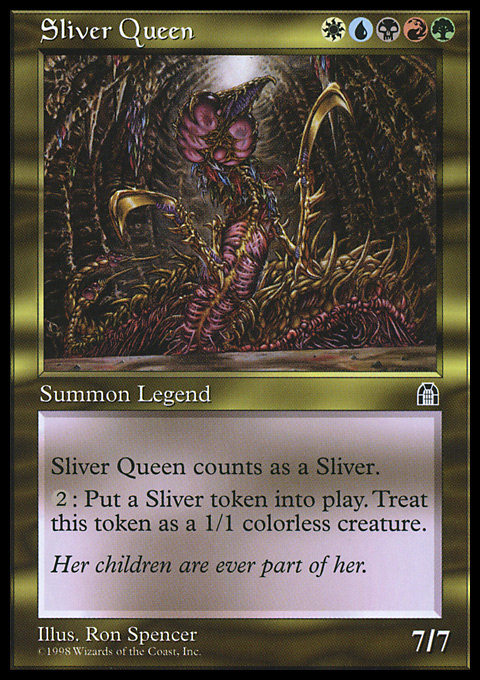 Sliver Queen
Summon Legend
Sliver Queen counts as a Sliver.
2: Put a Sliver token into play. Treat
this token as a 1/1 colorless creature.
Her children are ever part of her.
Illus. Ron Spencer
©1998 Wizards of the Coast, Inc.
7/7